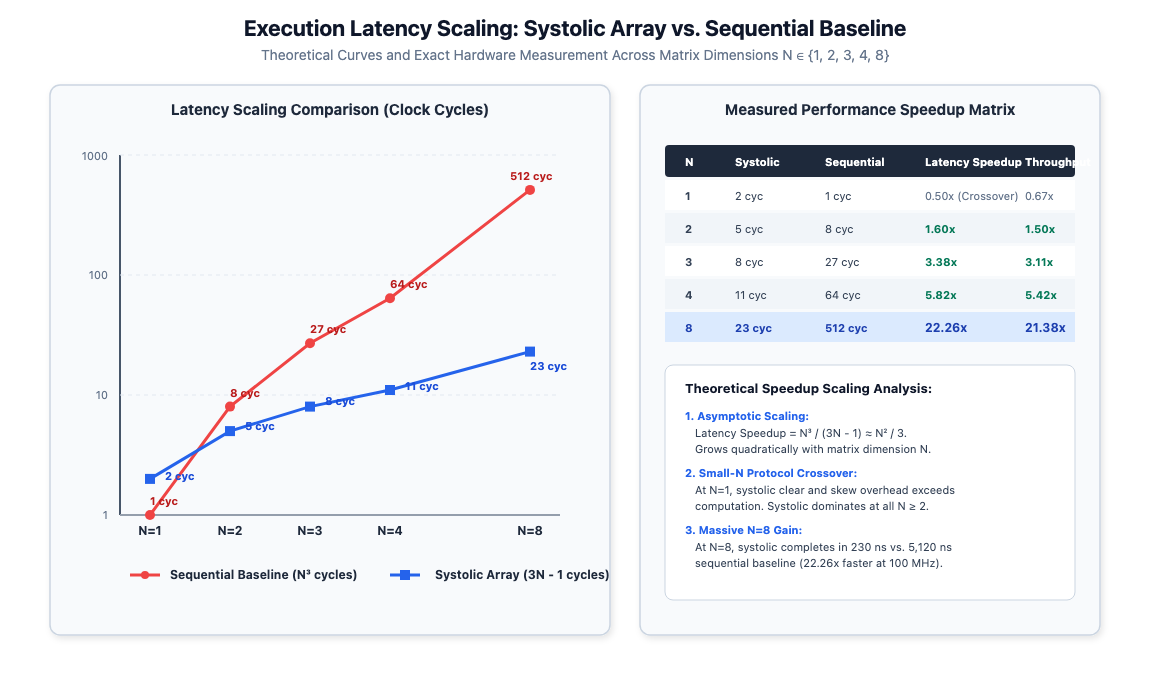 Execution Latency Scaling: Systolic Array vs. Sequential Baseline
Theoretical Curves and Exact Hardware Measurement Across Matrix Dimensions N ∈ {1, 2, 3, 4, 8}
Latency Scaling Comparison (Clock Cycles)
1000
100
10
1
512 cyc
64 cyc
27 cyc
8 cyc
1 cyc
23 cyc
11 cyc
8 cyc
5 cyc
2 cyc
N=1 N=2 N=3 N=4 N=8
Sequential Baseline (N³ cycles) Systolic Array (3N - 1 cycles)
Measured Performance Speedup Matrix
N Systolic Sequential Latency Speedup
1 2 cyc 1 cyc 0.50x (Crossover) 0.67x
2 5 cyc 8 cyc 1.60x 1.50x
3 8 cyc 27 cyc 3.38x 3.11x
4 11 cyc 64 cyc 5.82x 5.42x
8 23 cyc 512 cyc 22.26x 21.38x
Theoretical Speedup Scaling Analysis:
1. Asymptotic Scaling:
Latency Speedup = N³ / (3N - 1) ≈ N² / 3.
Grows quadratically with matrix dimension N.
2. Small-N Protocol Crossover:
At N=1, systolic clear and skew overhead exceeds
computation. Systolic dominates at all N ≥ 2.
3. Massive N=8 Gain:
At N=8, systolic completes in 230 ns vs. 5,120 ns
sequential baseline (22.26x faster at 100 MHz).